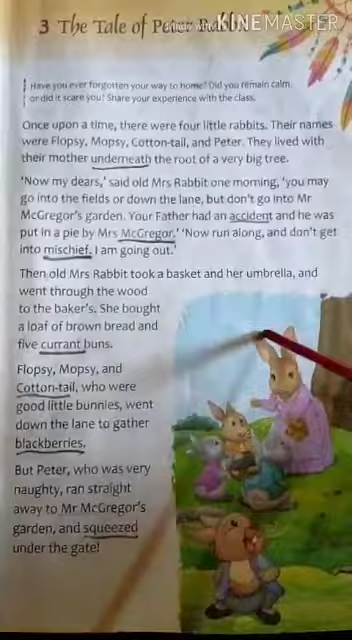 3 The Tale of Peter Rabbit
KINEMASTER
Have you ever forgotten your way to home? Did you remain calm
or did it scare you? Share your experience with the class.
Once upon a time, there were four little rabbits. Their names
were Flopsy, Mopsy, Cotton-tail, and Peter. They lived with
their mother underneath the root of a very big tree.
‘Now my dears,’ said old Mrs Rabbit one morning, ‘you may
go into the fields or down the lane, but don’t go into Mr
McGregor’s garden. Your Father had an accident and he was
put in a pie by Mrs McGregor.’ ‘Now run along, and don’t get
into mischief. I am going out.’
Then old Mrs Rabbit took a basket and her umbrella, and
went through the wood
to the baker’s. She bought
a loaf of brown bread and
five currant buns.
Flopsy, Mopsy, and
Cotton-tail, who were
good little bunnies, went
down the lane to gather
blackberries.
But Peter, who was very
naughty, ran straight
away to Mr McGregor’s
garden, and squeezed
under the gate!